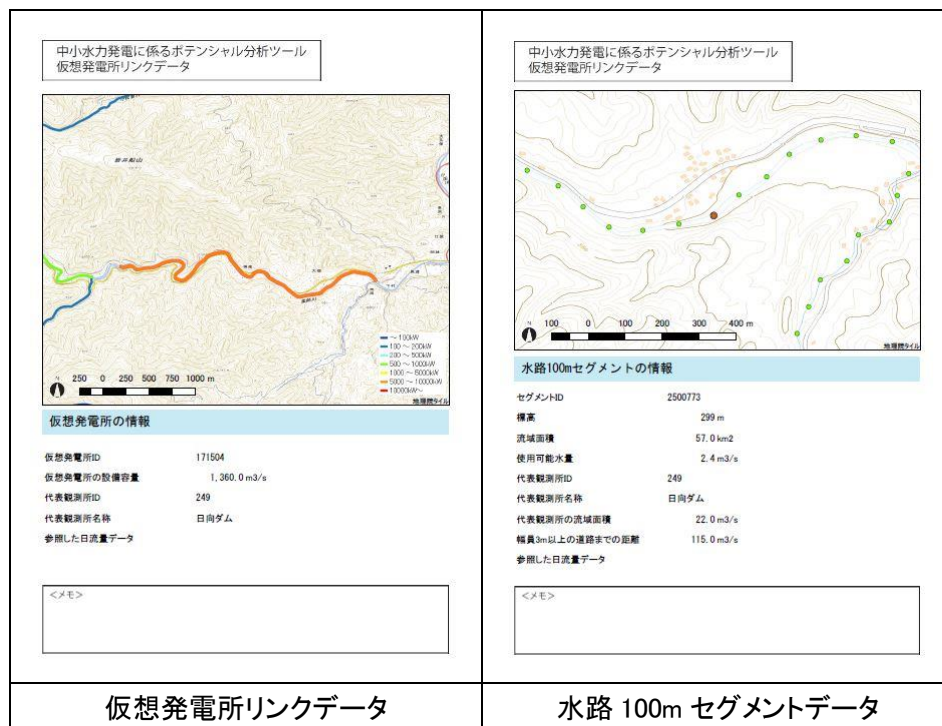 中小水力発電に係るポテンシャル分析ツール
仮想発電所リンクデータ
～100kW
100～200kW
200～500kW
500～1000kW
1000～5000kW
5000～10000kW
10000kW～
250 0 250 500 750 1000 m
地理院タイル
仮想発電所の情報
仮想発電所ID 171504
仮想発電所の設備容量 1,360.0m3/s
代表観測所ID 249
代表観測所名称 日向ダム
参照した日流量データ
<メモ>
仮想発電所リンクデータ
中小水力発電に係るポテンシャル分析ツール
仮想発電所リンクデータ
100 0 100 200 300 400 m
地理院タイル
水路100mセグメントの情報
セグメントID 2500773
標高 299 m
流域面積 57.0km2
使用可能水量 2.4m3/s
代表観測所ID 249
代表観測所名称 日向ダム
代表観測所の流域面積 22.0m3/s
幅員3m以上の道路までの距離 115.0m3/s
参照した日流量データ
<メモ>
水路 100m セグメントデータ